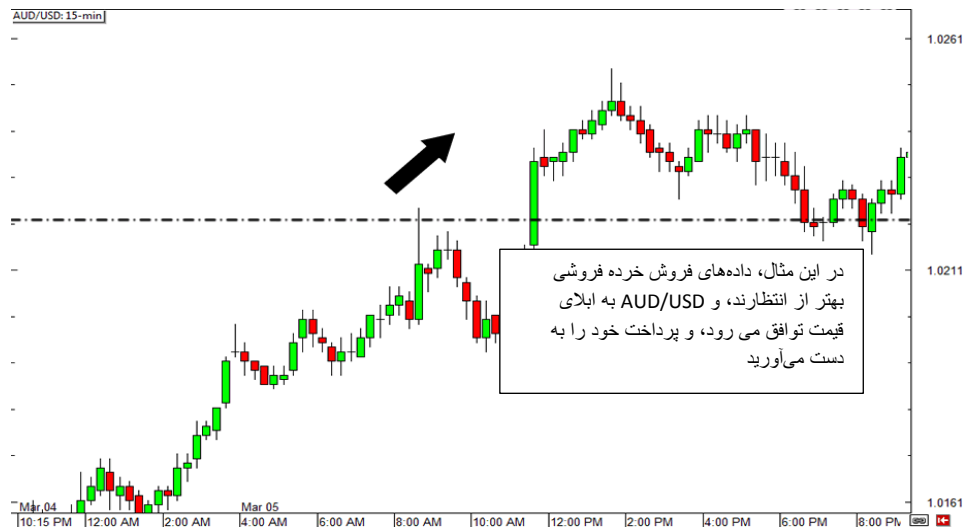 AUD/USD: 15-min
1.0261
در این مثال، داده‌های فروش خرده فروشی
بهتر از انتظارند، و AUD/USD به ابلای
قیمت توافق می رود، و پرداخت خود را به
دست می‌آورید
1.0211
1.0161
Mar 04
Mar 05
10:15 PM
12:00 AM
2:00 AM
4:00 AM
6:00 AM
8:00 AM
10:00 AM
12:00 PM
2:00 PM
4:00 PM
6:00 PM
8:00 PM